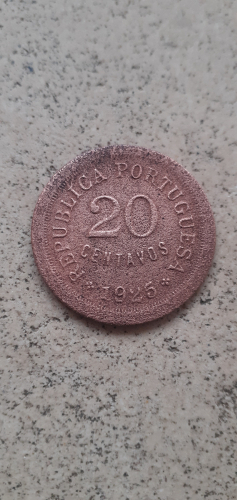 REPUBLICA PORTUGUESA
20
CENTAVOS
* 1925 *